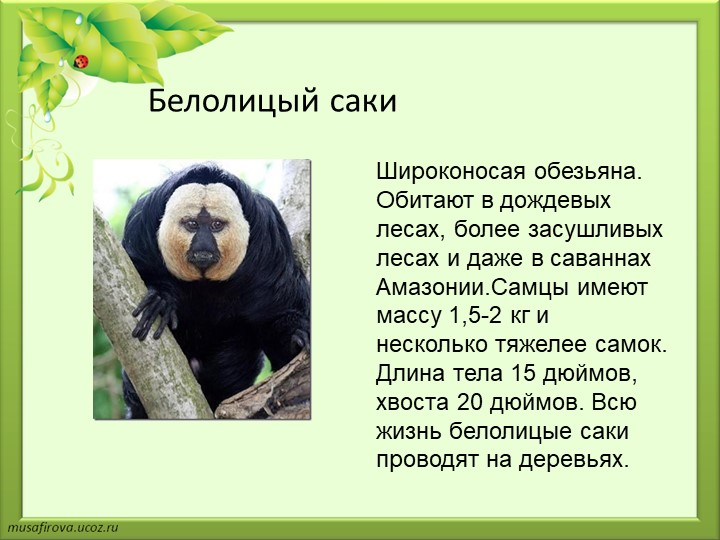 Белолицый саки
Широконосая обезьяна.
Обитают в дождевых
лесах, более засушливых
лесах и даже в саваннах
Амазонии.Самцы имеют
массу 1,5-2 кг и
несколько тяжелее самок.
Длина тела 15 дюймов,
хвоста 20 дюймов. Всю
жизнь белолицые саки
проводят на деревьях.
musafirova.ucoz.ru